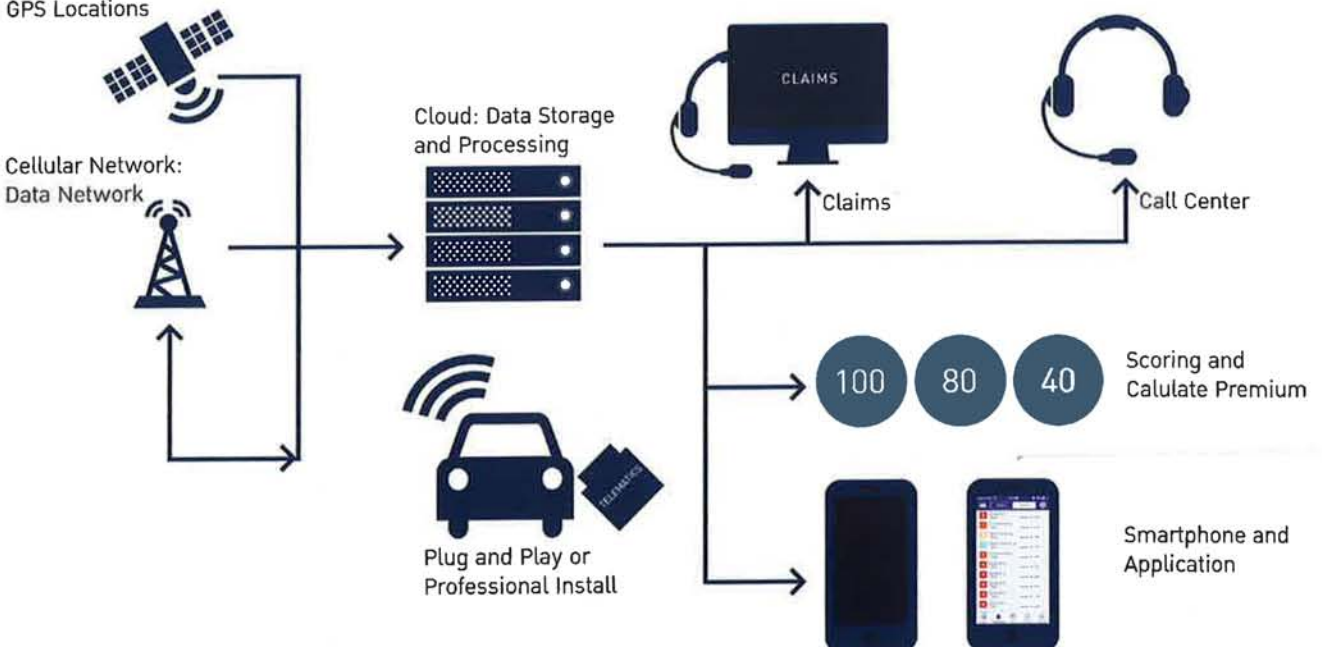 GPS Locations
Cellular Network:
Data Network
Cloud: Data Storage
and Processing
CLAIMS
Claims
Call Center
100
80
40
Scoring and
Calulate Premium
TELEMATICS
Plug and Play or
Professional Install
Smartphone and
Application